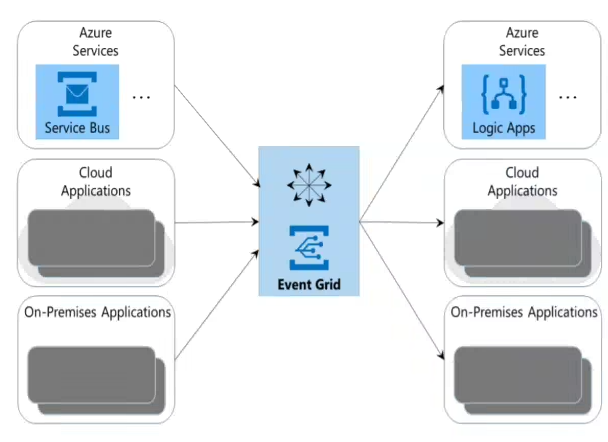 Azure
Services
Service Bus
...
Cloud
Applications
On-Premises Applications
Event Grid
Azure
Services
Logic Apps
...
Cloud
Applications
On-Premises Applications